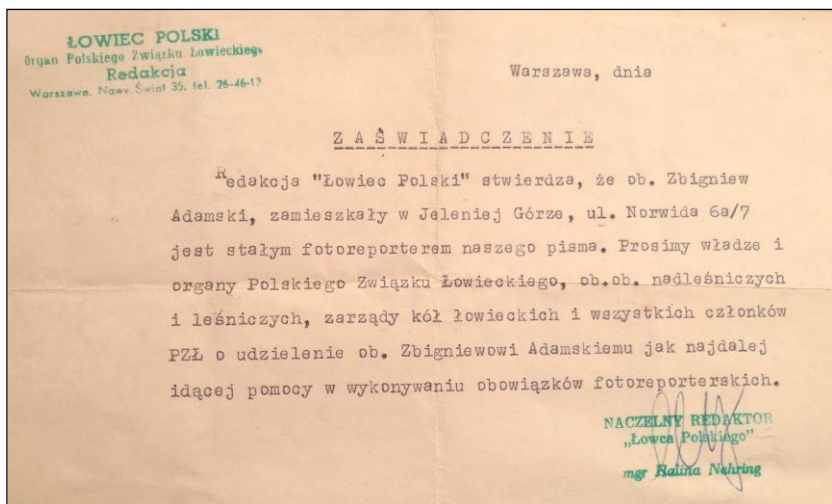 ŁOWIEC POLSKI
Organ Polskiego Związku Łowieckiego
Redakcja
Warszawa, Nowy Świat 35, tel. 26-46-13
Warszawa, dnia
ZAŚWIADCZENIE
Redakcja "Łowiec Polski" stwierdza, że ob. Zbigniew
Adamski, zamieszkały w Jeleniej Górze, ul. Norwida 6a/7
jest stałym fotoreporterem naszego pisma. Prosimy władze i
organy Polskiego Związku Łowieckiego, ob.ob. nadleśniczych
i leśniczych, zarządy kół łowieckich i wszystkich członków
PZŁ o udzielenie ob. Zbigniewowi Adamskiemu jak najdalej
idącej pomocy w wykonywaniu obowiązków fotoreporterskich.
NACZELNY REDAKTOR
„Łowca Polskiego"
mgr Halina Nehring